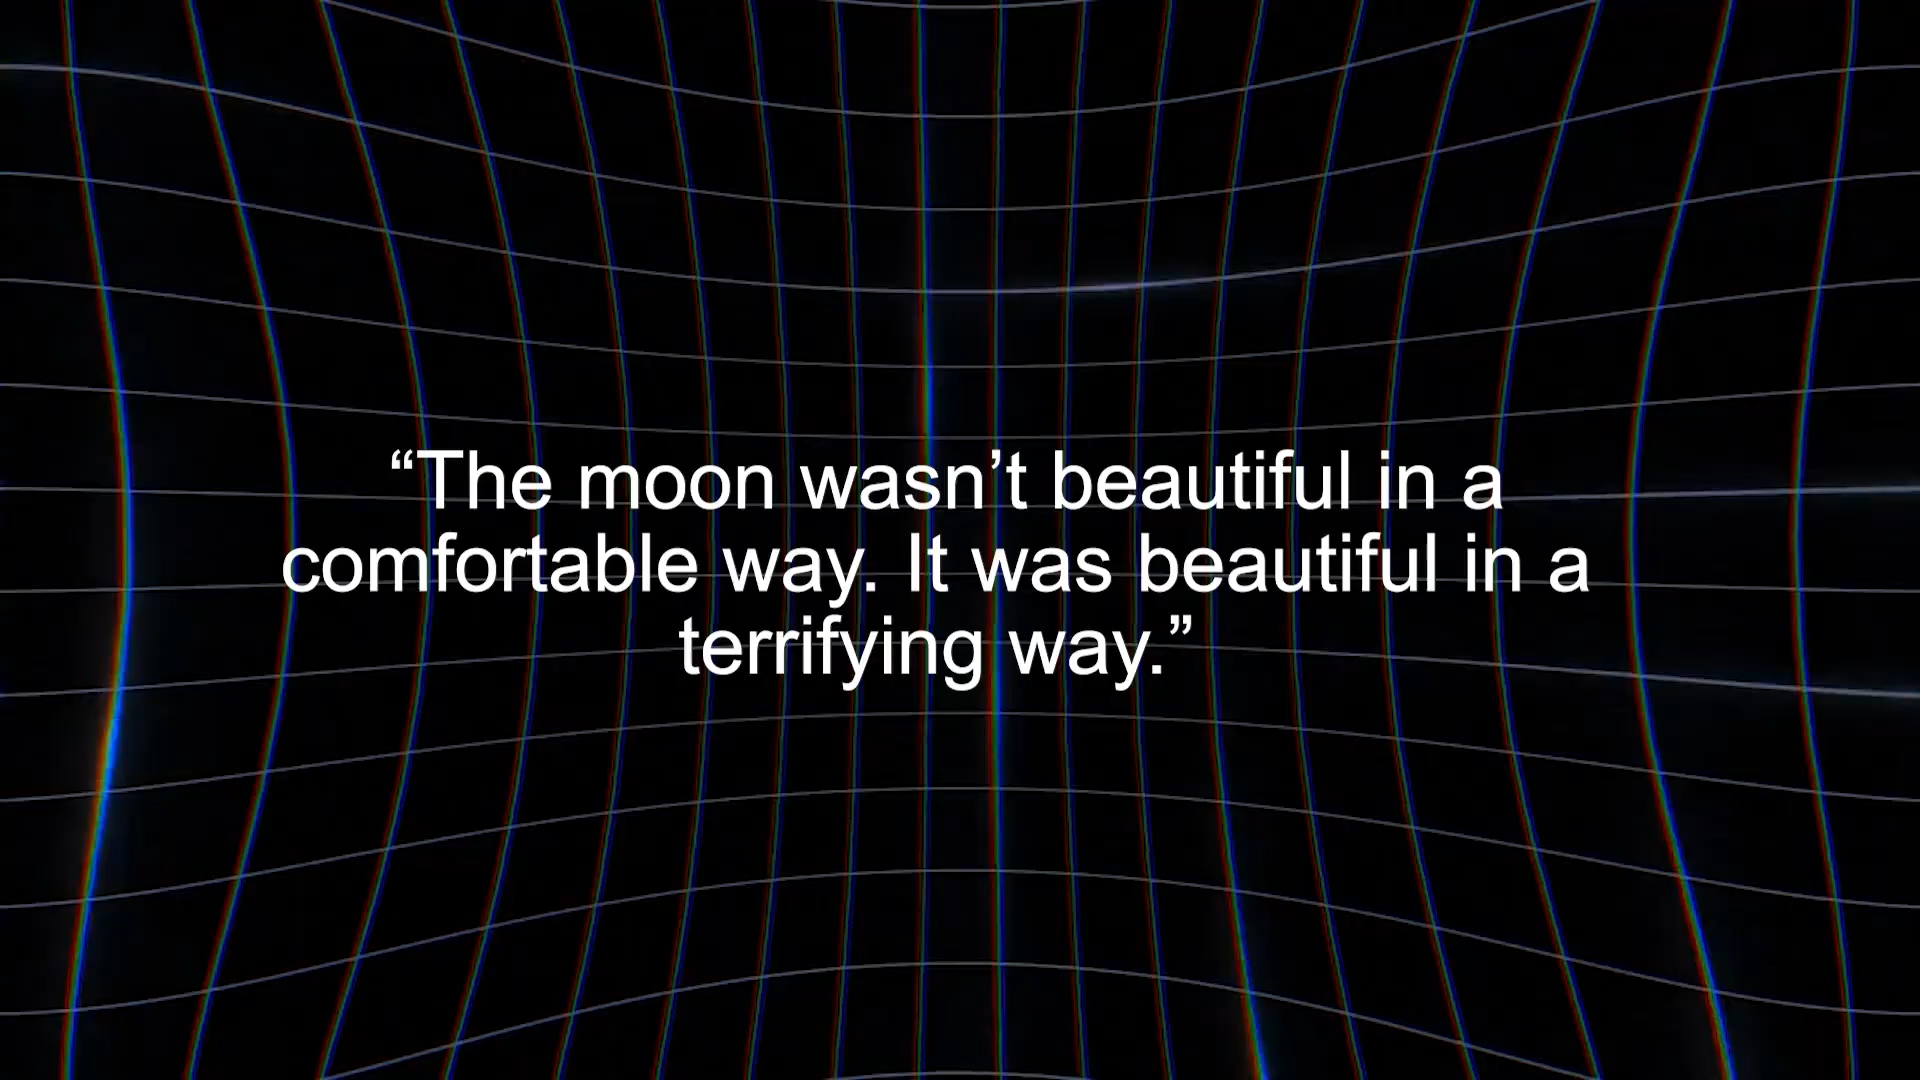 “The moon wasn’t beautiful in a
comfortable way. It was beautiful in a
terrifying way.”